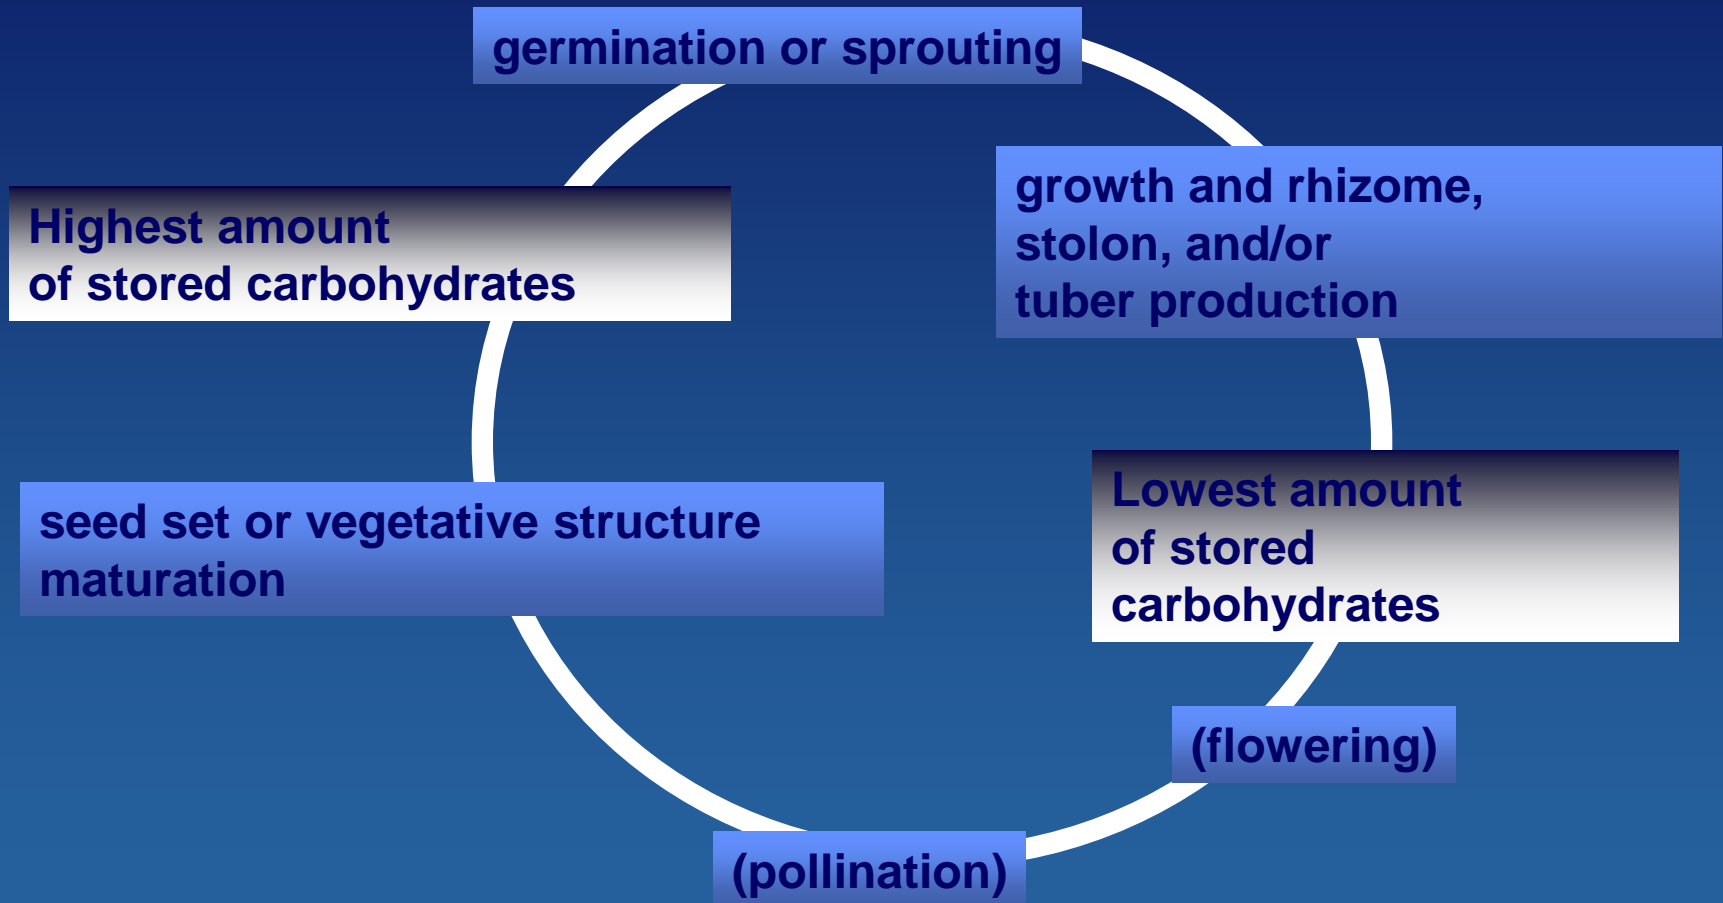 germination or sprouting
growth and rhizome,
stolon, and/or
tuber production
Highest amount
of stored carbohydrates
Lowest amount
of stored
carbohydrates
seed set or vegetative structure
maturation
(flowering)
(pollination)